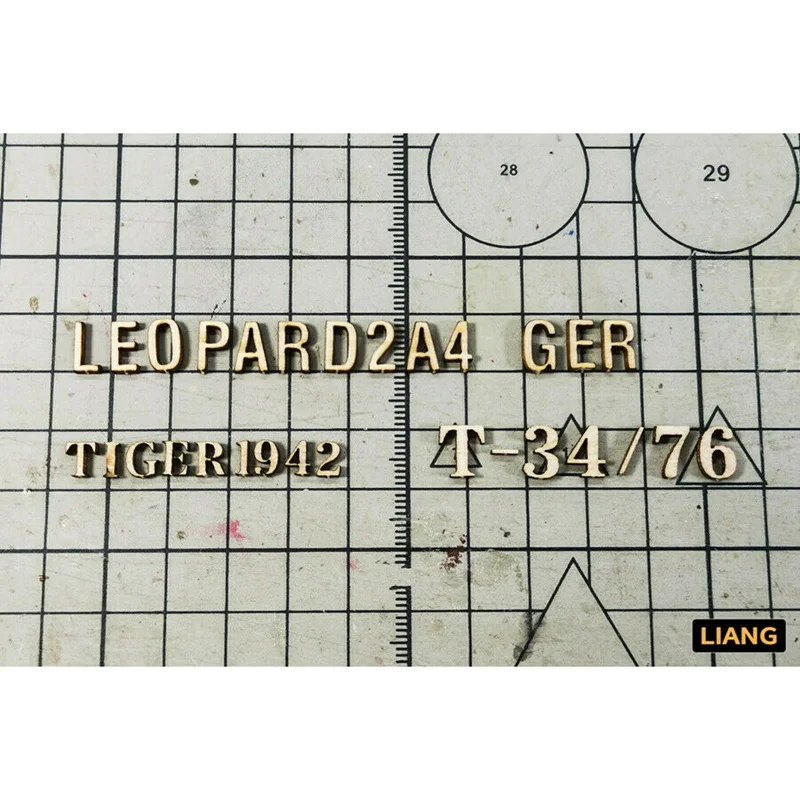 28
29
LEOPARD2A4 GER
TIGER1942
T-34/76
LIANG